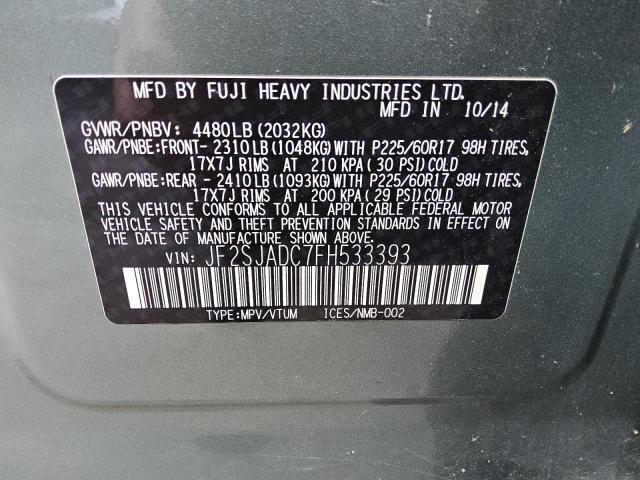 MFD BY FUJI HEAVY INDUSTRIES LTD.
MFD IN 10/14
GVWR/PNBV: 4480LB(2032KG)
GAWR/PNBE:FRONT- 2310LB(1048KG)WITH P225/60R17 98H TIRES,
17X7J RIMS AT 210 KPA(30 PSI)COLD
GAWR/PNBE:REAR - 2410LB(1093KG)WITH P225/60R17 98H TIRES,
17X7J RIMS AT 200 KPA(29 PSI)COLD
THIS VEHICLE CONFORMS TO ALL APPLICABLE FEDERAL MOTOR
VEHICLE SAFETY AND THEFT PREVENTION STANDARDS IN EFFECT
ON THE DATE OF MANUFACTURE SHOWN ABOVE.
VIN: JF2SJADC7FH533393
TYPE:MPV/VTUM ICES/NMB-002